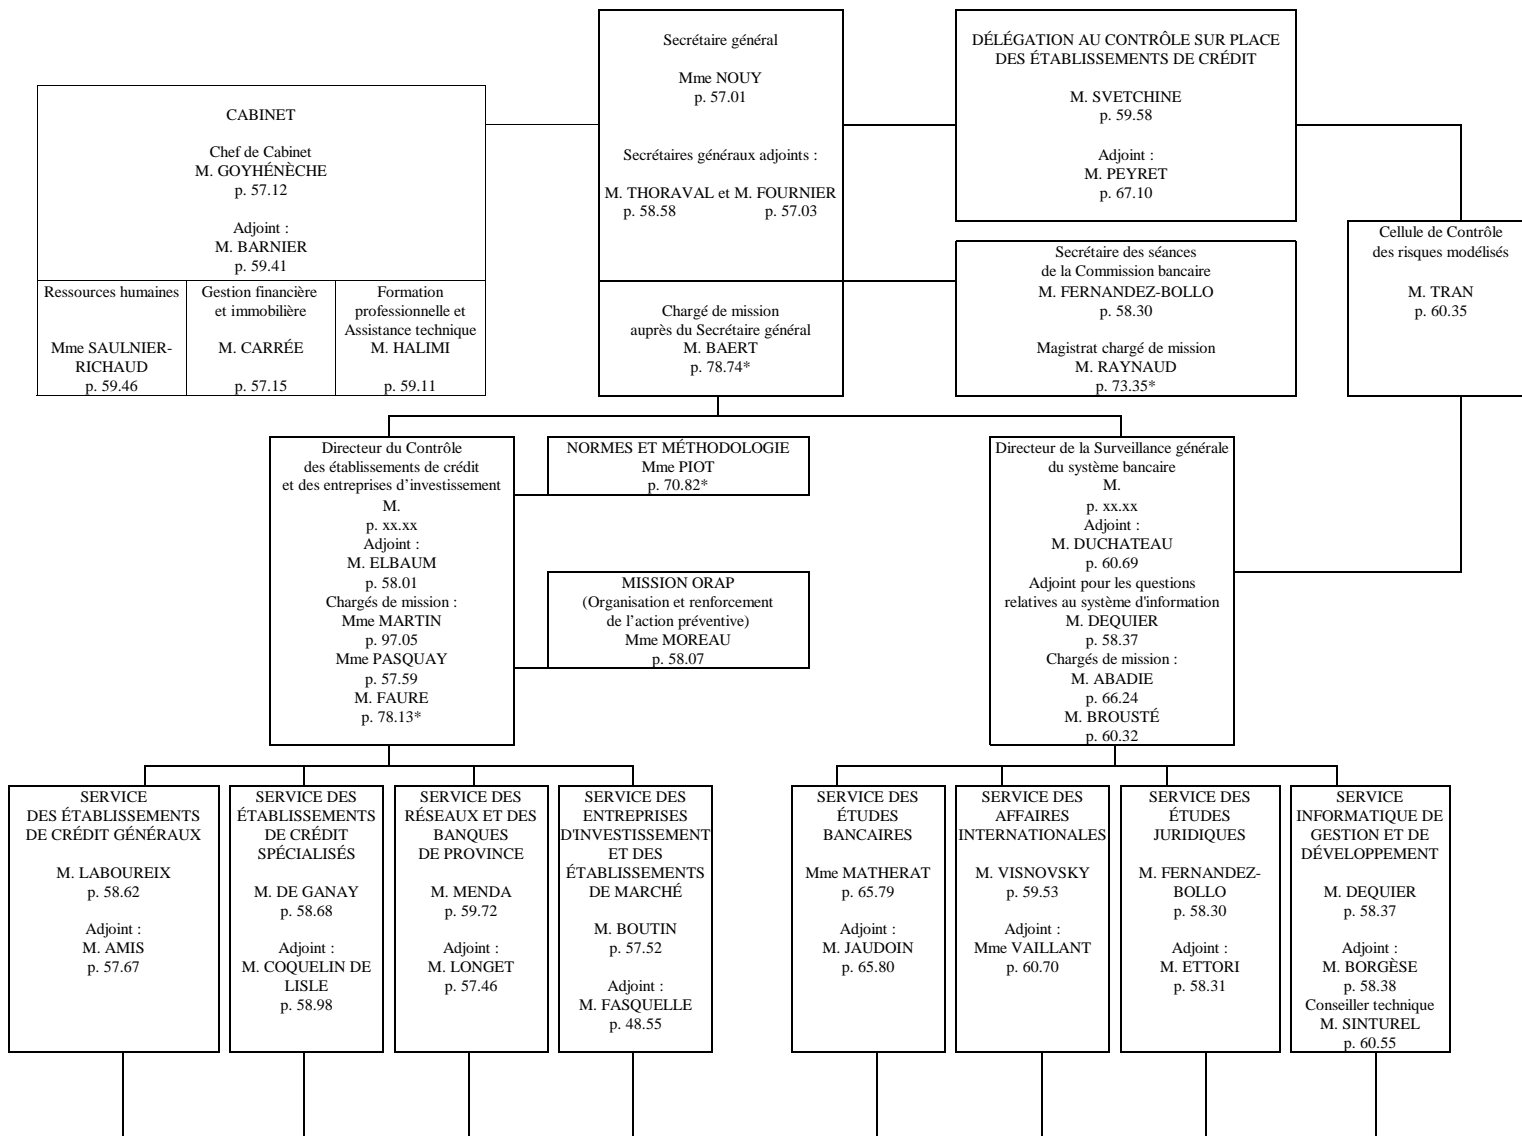 Secrétaire général
Mme NOUY
p. 57.01
Secrétaires généraux adjoints :
M. THORAVAL et M. FOURNIER
p. 58.58 p. 57.03
DÉLÉGATION AU CONTRÔLE SUR PLACE
DES ÉTABLISSEMENTS DE CRÉDIT
M. SVETCHINE
p. 59.58
Adjoint :
M. PEYRET
p. 67.10
CABINET
Chef de Cabinet
M. GOYHÉNÈCHE
p. 57.12
Adjoint :
M. BARNIER
p. 59.41
Ressources humaines
Mme SAULNIER-
RICHAUD
p. 59.46
Gestion financière
et immobilière
M. CARRÉE
p. 57.15
Formation
professionnelle et
Assistance technique
M. HALIMI
p. 59.11
Chargé de mission
auprès du Secrétaire général
M. BAERT
p. 78.74*
Secrétaire des séances
de la Commission bancaire
M. FERNANDEZ-BOLLO
p. 58.30
Magistrat chargé de mission
M. RAYNAUD
p. 73.35*
Cellule de Contrôle
des risques modélisés
M. TRAN
p. 60.35
Directeur du Contrôle
des établissements de crédit
et des entreprises d’investissement
M.
p. xx.xx
Adjoint :
M. ELBAUM
p. 58.01
Chargés de mission :
Mme MARTIN
p. 97.05
Mme PASQUAY
p. 57.59
M. FAURE
p. 78.13*
NORMES ET MÉTHODOLOGIE
Mme PIOT
p. 70.82*
MISSION ORAP
(Organisation et renforcement
de l’action préventive)
Mme MOREAU
p. 58.07
Directeur de la Surveillance générale
du système bancaire
M.
p. xx.xx
Adjoint :
M. DUCHATEAU
p. 60.69
Adjoint pour les questions
relatives au système d'information
M. DEQUIER
p. 58.37
Chargés de mission :
M. ABADIE
p. 66.24
M. BROUSTÉ
p. 60.32
SERVICE
DES ÉTABLISSEMENTS
DE CRÉDIT GÉNÉRAUX
M. LABOUREIX
p. 58.62
Adjoint :
M. AMIS
p. 57.67
SERVICE DES
ÉTABLISSEMENTS
DE CRÉDIT
SPÉCIALISÉS
M. DE GANAY
p. 58.68
Adjoint :
M. COQUELIN DE
LISLE
p. 58.98
SERVICE DES
RÉSEAUX ET DES
BANQUES
DE PROVINCE
M. MENDA
p. 59.72
Adjoint :
M. LONGET
p. 57.46
SERVICE DES
ENTREPRISES
D'INVESTISSEMENT
ET DES
ÉTABLISSEMENTS
DE MARCHÉ
M. BOUTIN
p. 57.52
Adjoint :
M. FASQUELLE
p. 48.55
SERVICE DES
ÉTUDES
BANCAIRES
Mme MATHERAT
p. 65.79
Adjoint :
M. JAUDOIN
p. 65.80
SERVICE DES
AFFAIRES
INTERNATIONALES
M. VISNOVSKY
p. 59.53
Adjoint :
Mme VAILLANT
p. 60.70
SERVICE DES
ÉTUDES
JURIDIQUES
M. FERNANDEZ-
BOLLO
p. 58.30
Adjoint :
M. ETTORI
p. 58.31
SERVICE
INFORMATIQUE DE
GESTION ET DE
DÉVELOPPEMENT
M. DEQUIER
p. 58.37
Adjoint :
M. BORGÈSE
p. 58.38
Conseiller technique
M. SINTUREL
p. 60.55